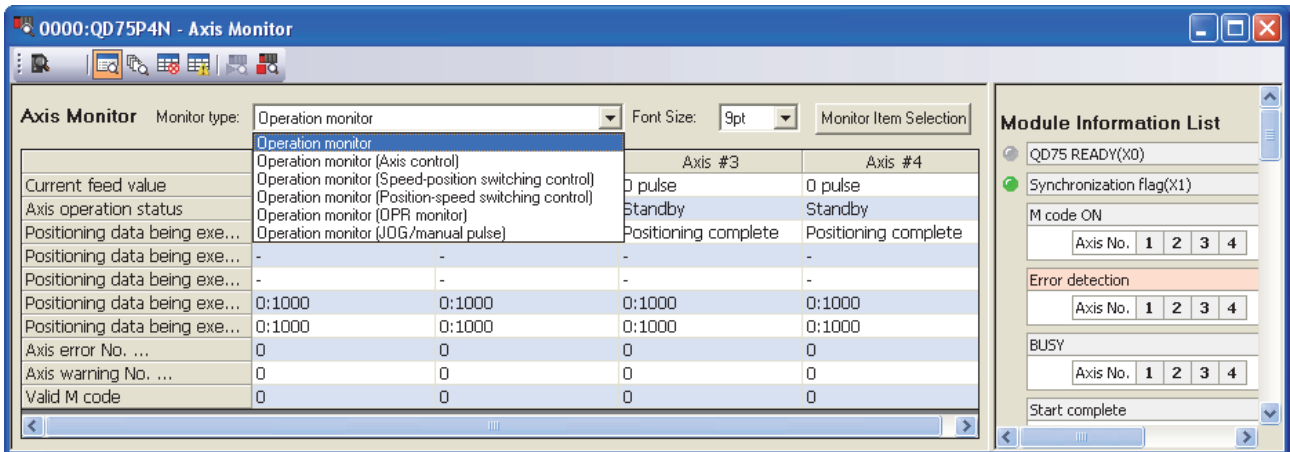 0000:QD75P4N - Axis Monitor
Axis Monitor Monitor type: Operation monitor Font Size: 9pt Monitor Item Selection
Operation monitor
Operation monitor (Axis control)
Operation monitor (Speed-position switching control)
Operation monitor (Position-speed switching control)
Operation monitor (OPR monitor)
Operation monitor (JOG/manual pulse)
Axis #3 Axis #4
Current feed value 0 pulse 0 pulse
Axis operation status Standby Standby
Positioning data being exe... Positioning complete Positioning complete
Positioning data being exe... - - - -
Positioning data being exe... - - - -
Positioning data being exe... 0:1000 0:1000 0:1000 0:1000
Positioning data being exe... 0:1000 0:1000 0:1000 0:1000
Axis error No. ... 0 0 0 0
Axis warning No. ... 0 0 0 0
Valid M code 0 0 0 0
Module Information List
QD75 READY(X0)
Synchronization flag(X1)
M code ON
Axis No. 1 2 3 4
Error detection
Axis No. 1 2 3 4
BUSY
Axis No. 1 2 3 4
Start complete